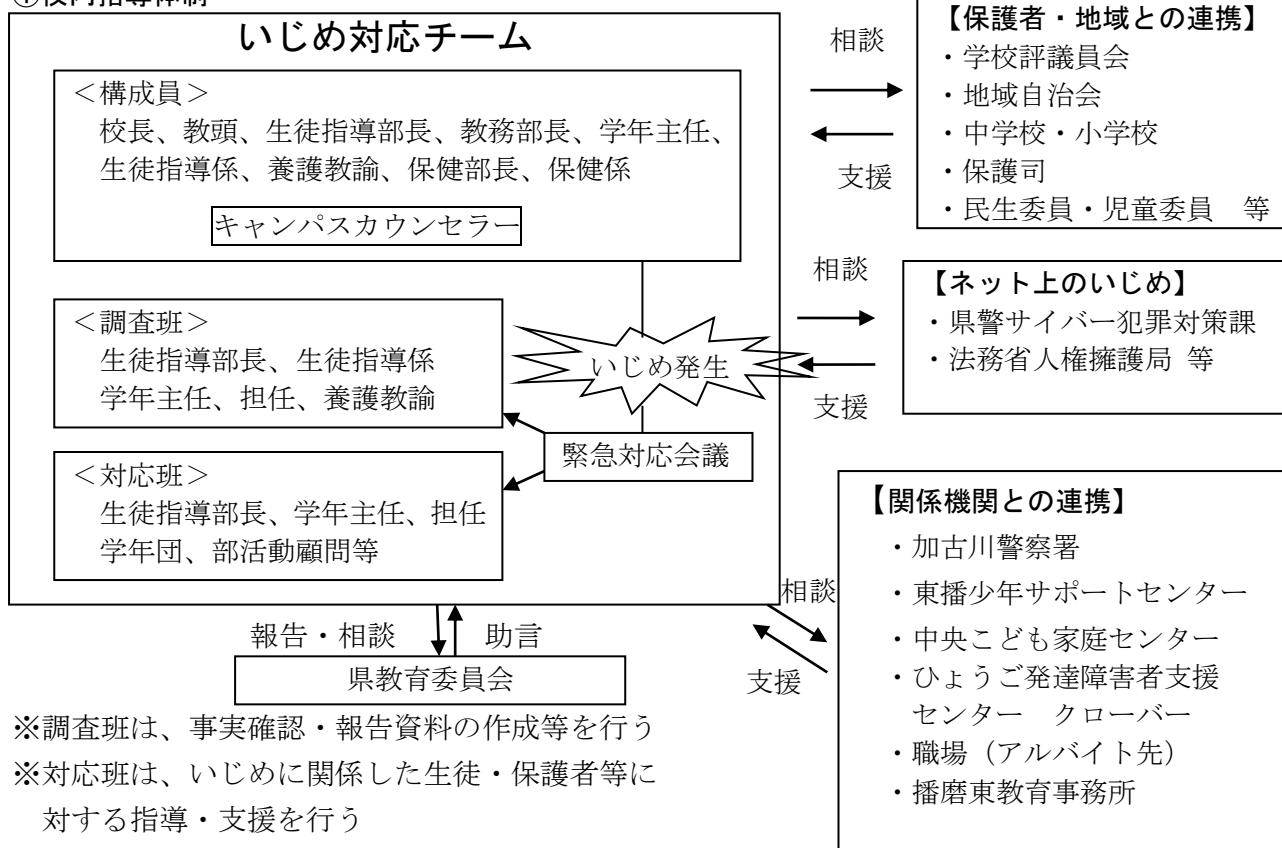 ①校内指導体制
いじめ対応チーム
＜構成員＞
校長、教頭、生徒指導部長、教務部長、学年主任、
生徒指導係、養護教諭、保健部長、保健係
キャンパスカウンセラー
＜調査班＞
生徒指導部長、生徒指導係
学年主任、担任、養護教諭
いじめ発生
緊急対応会議
＜対応班＞
生徒指導部長、学年主任、担任
学年団、部活動顧問等
報告・相談
助言
県教育委員会
※調査班は、事実確認・報告資料の作成等を行う
※対応班は、いじめに関係した生徒・保護者等に
対する指導・支援を行う
相談
支援
【保護者・地域との連携】
・学校評議員会
・地域自治会
・中学校・小学校
・保護司
・民生委員・児童委員　等
相談
支援
【ネット上のいじめ】
・県警サイバー犯罪対策課
・法務省人権擁護局 等
相談
支援
【関係機関との連携】
・加古川警察署
・東播少年サポートセンター
・中央こども家庭センター
・ひょうご発達障害者支援
センター　クローバー
・職場（アルバイト先）
・播磨東教育事務所